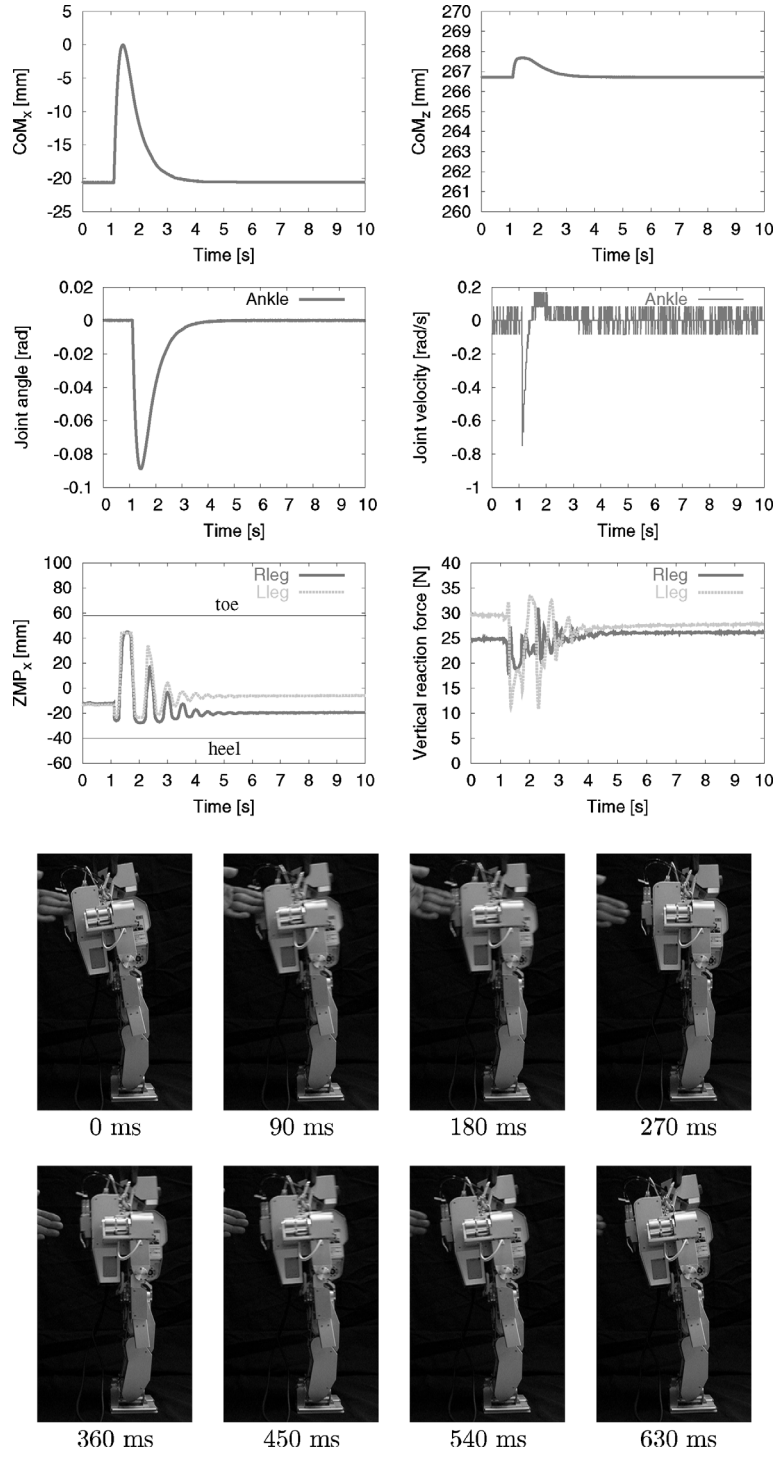 CoMx [mm]
5
0
-5
-10
-15
-20
-25
0 1 2 3 4 5 6 7 8 9 10
Time [s]
CoMz [mm]
270
269
268
267
266
265
264
263
262
261
260
0 1 2 3 4 5 6 7 8 9 10
Time [s]
Joint angle [rad]
0.02
0
-0.02
-0.04
-0.06
-0.08
-0.1
Ankle
0 1 2 3 4 5 6 7 8 9 10
Time [s]
Joint velocity [rad/s]
0.2
0
-0.2
-0.4
-0.6
-0.8
-1
Ankle
0 1 2 3 4 5 6 7 8 9 10
Time [s]
ZMPx [mm]
100
80
60
40
20
0
-20
-40
-60
Rleg
Lleg
toe
heel
0 1 2 3 4 5 6 7 8 9 10
Time [s]
Vertical reaction force [N]
40
35
30
25
20
15
10
5
0
Rleg
Lleg
0 1 2 3 4 5 6 7 8 9 10
Time [s]
0 ms 90 ms 180 ms 270 ms
360 ms 450 ms 540 ms 630 ms